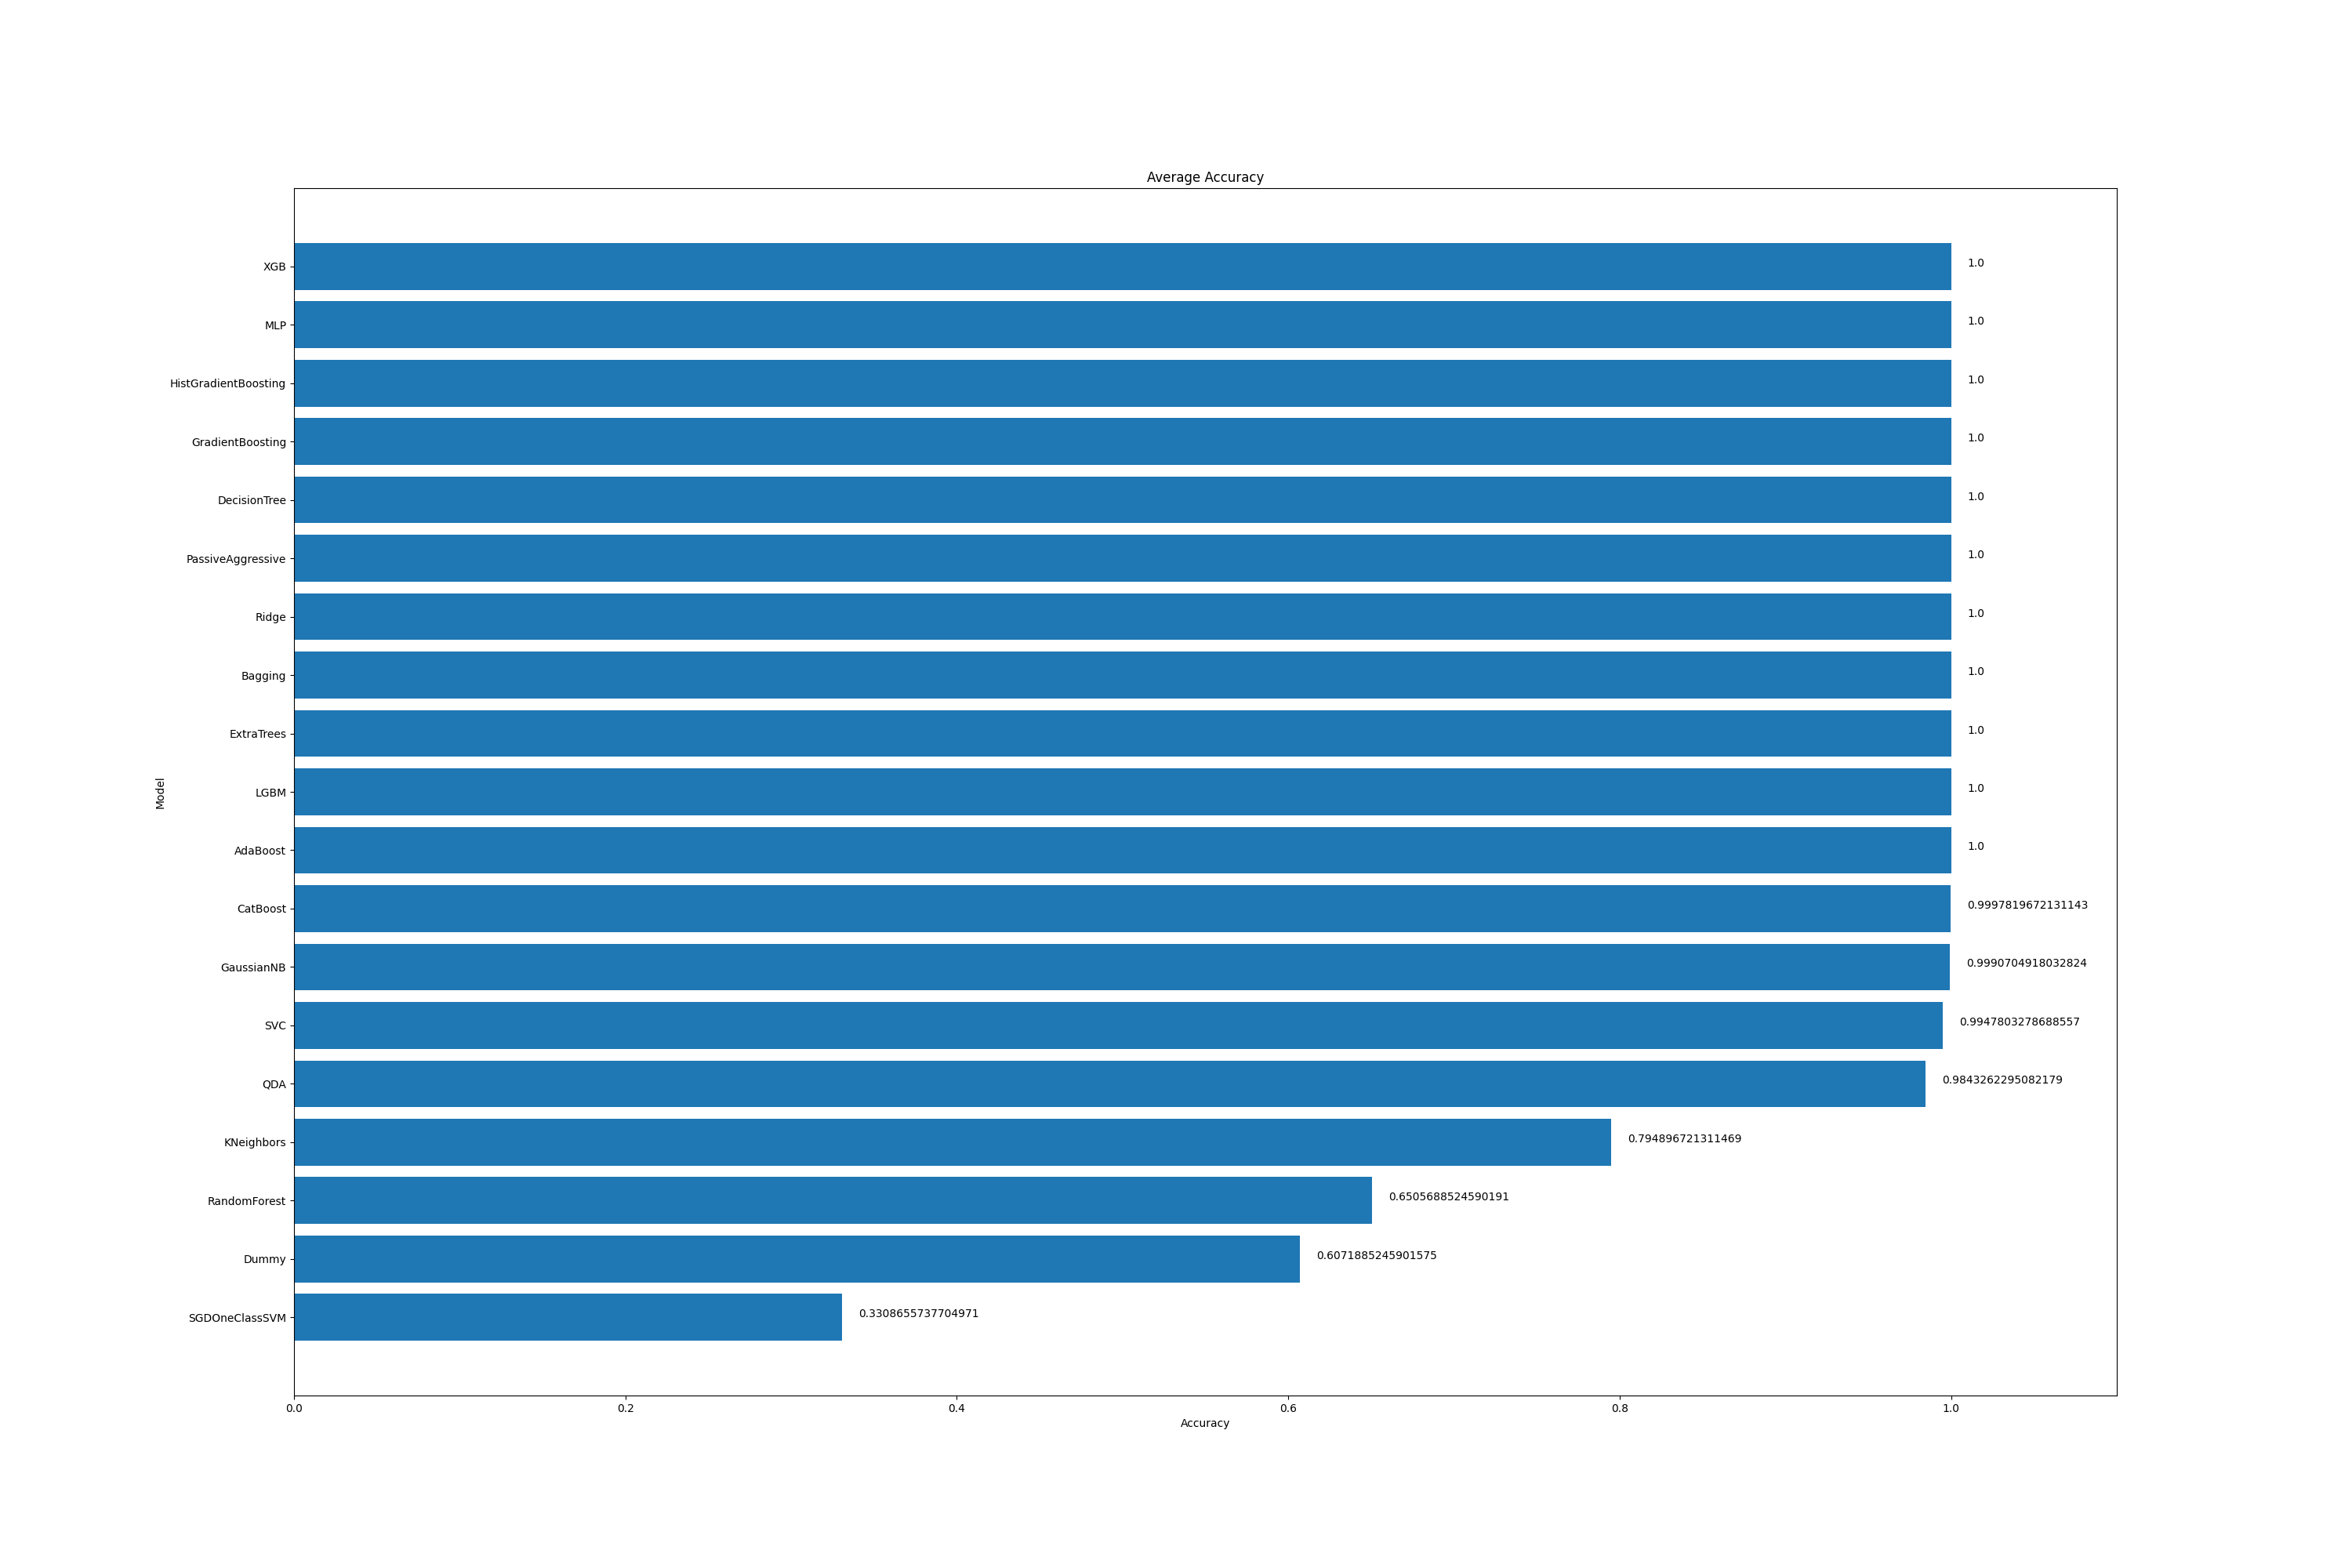 Average Accuracy
XGB 1.0
MLP 1.0
HistGradientBoosting 1.0
GradientBoosting 1.0
DecisionTree 1.0
PassiveAggressive 1.0
Ridge 1.0
Bagging 1.0
ExtraTrees 1.0
LGBM 1.0
Model
AdaBoost 1.0
CatBoost 0.9997819672131143
GaussianNB 0.9990704918032824
SVC 0.9947803278688557
QDA 0.9843262295082179
KNeighbors 0.794896721311469
RandomForest 0.6505688524590191
Dummy 0.6071885245901575
SGDOneClassSVM 0.3308655737704971
0.0 0.2 0.4 0.6 0.8 1.0
Accuracy